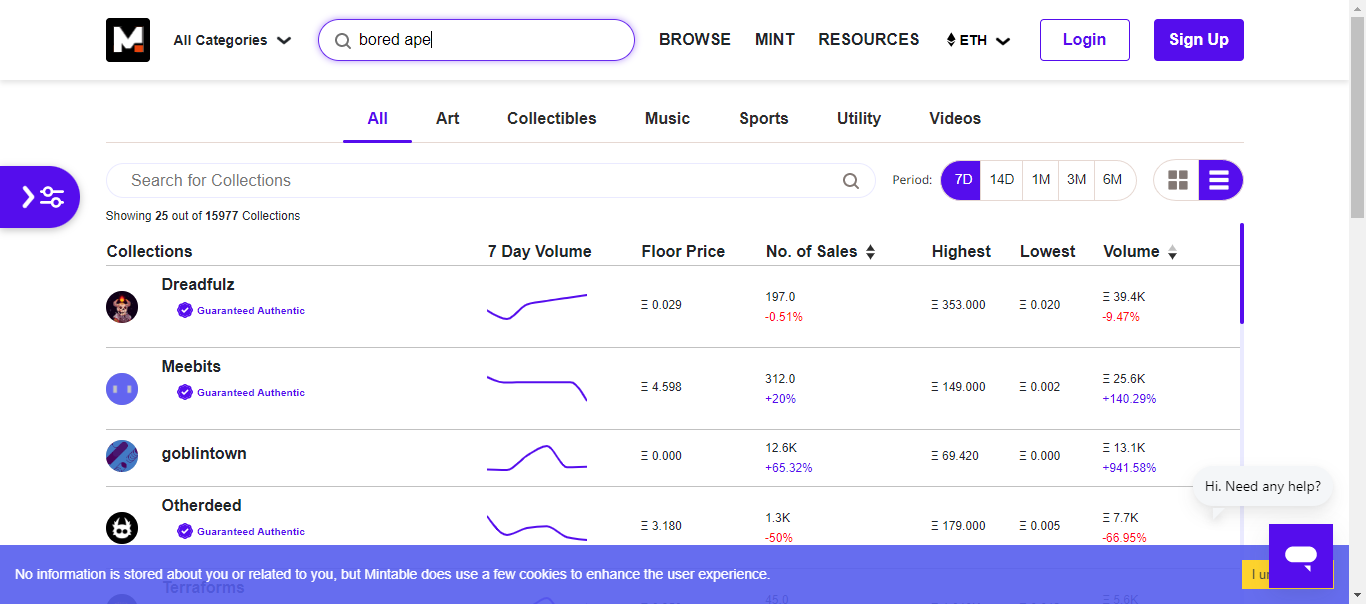 M.
All Categories
bored ape
BROWSE MINT RESOURCES
ETH
Login
Sign Up
All Art Collectibles Music Sports Utility Videos
Search for Collections
Period: 7D 14D 1M 3M 6M
Showing 25 out of 15977 Collections
Collections 7 Day Volume Floor Price No. of Sales Highest Lowest Volume
Dreadfulz
Guaranteed Authentic
Ξ 0.029
197.0
-0.51%
Ξ 353.000
Ξ 0.020
Ξ 39.4K
-9.47%
Meebits
Guaranteed Authentic
Ξ 4.598
312.0
+20%
Ξ 149.000
Ξ 0.002
Ξ 25.6K
+140.29%
goblintown
Ξ 0.000
12.6K
+65.32%
Ξ 69.420
Ξ 0.000
Ξ 13.1K
+941.58%
Otherdeed
Guaranteed Authentic
Ξ 3.180
1.3K
-50%
Ξ 179.000
Ξ 0.005
Ξ 7.7K
-66.95%
Hi. Need any help?
No information is stored about you or related to you, but Mintable does use a few cookies to enhance the user experience.
I un
Terraforms
45.0
Ξ 5.6K